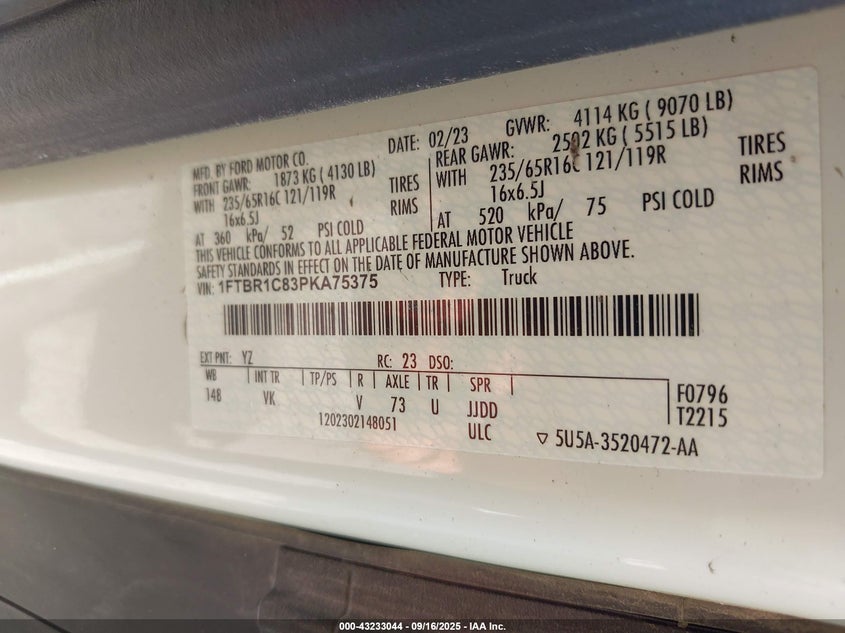 MFD. BY FORD MOTOR CO.
DATE: 02/23 GVWR: 4114 KG ( 9070 LB)
FRONT GAWR: 1873 KG ( 4130 LB)
REAR GAWR: 2502 KG ( 5515 LB)
WITH 235/65R16C 121/119R TIRES
WITH 235/65R16C 121/119R TIRES
16x6.5J RIMS
16x6.5J RIMS
AT 360 kPa/ 52 PSI COLD
AT 520 kPa/ 75 PSI COLD
THIS VEHICLE CONFORMS TO ALL APPLICABLE FEDERAL MOTOR VEHICLE
SAFETY STANDARDS IN EFFECT ON THE DATE OF MANUFACTURE SHOWN ABOVE.
VIN: 1FTBR1C83PKA75375 TYPE: Truck
EXT PNT: YZ RC: 23 DSO:
WB INT TR TP/PS R AXLE TR SPR
148 VK V 73 U JJDD
1202302148051 ULC
F0796
T2215
5U5A-3520472-AA
000-43233044 - 09/16/2025 - IAA Inc.